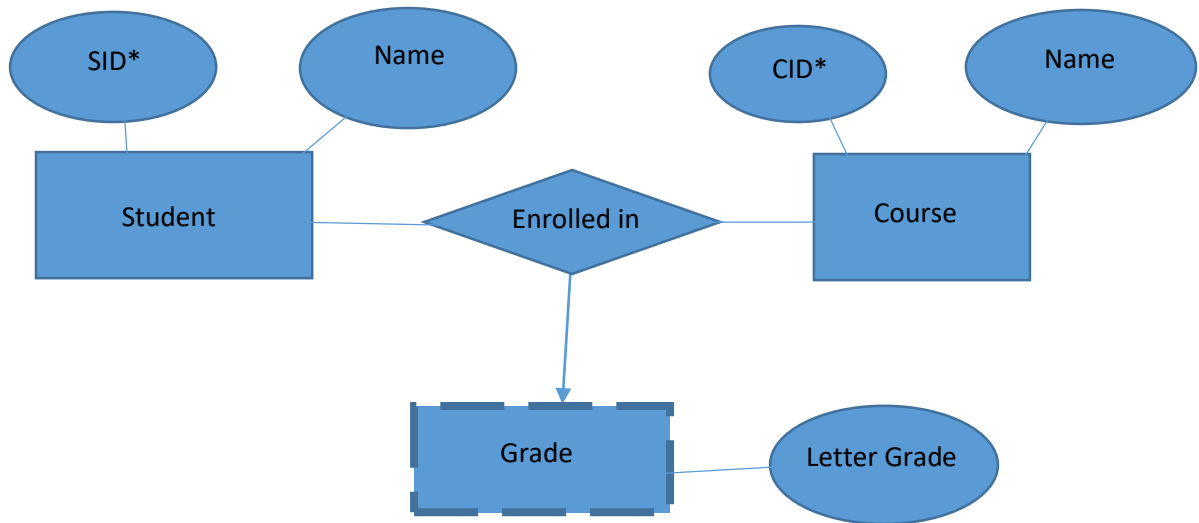 SID*
Name
CID*
Name
Student
Enrolled in
Course
Grade
Letter Grade